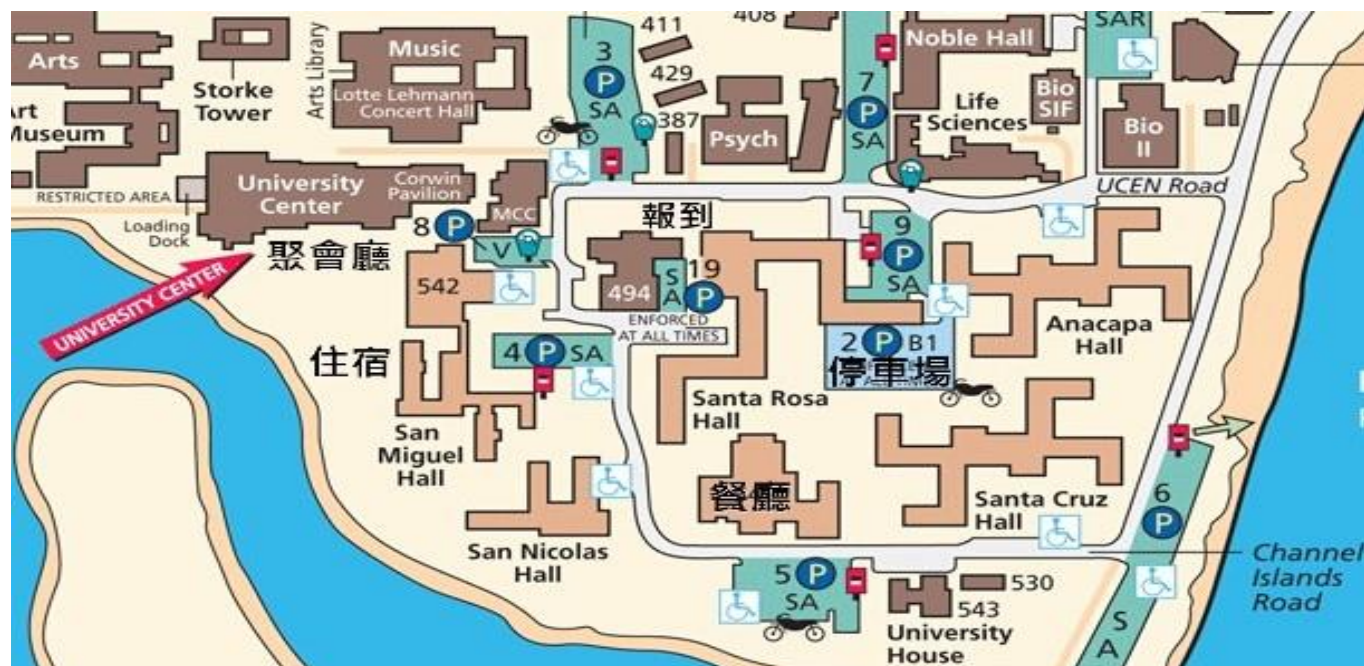 411
408
SAR
Arts
Storke
Tower
Arts Library
Music
Lotte Lehmann
Concert Hall
3
P
SA
429
387
Psych
7
P
SA
Noble Hall
Life
Sciences
Bio
SIF
Bio
II
Museum
RESTRICTED AREA
Loading
Dock
University
Center
Corwin
Pavilion
MCC
8
P
V
UCEN Road
報到
聚會廳
UNIVERSITY CENTER
542
494
19
P
SA
ENFORCED
AT ALL TIMES
9
P
SA
Anacapa
Hall
住宿
4
P
SA
2
P
B1
停車場
Santa Rosa
Hall
San
Miguel
Hall
餐廳
Santa Cruz
Hall
6
P
SA
San Nicolas
Hall
5
P
SA
530
543
University
House
Channel
Islands
Road